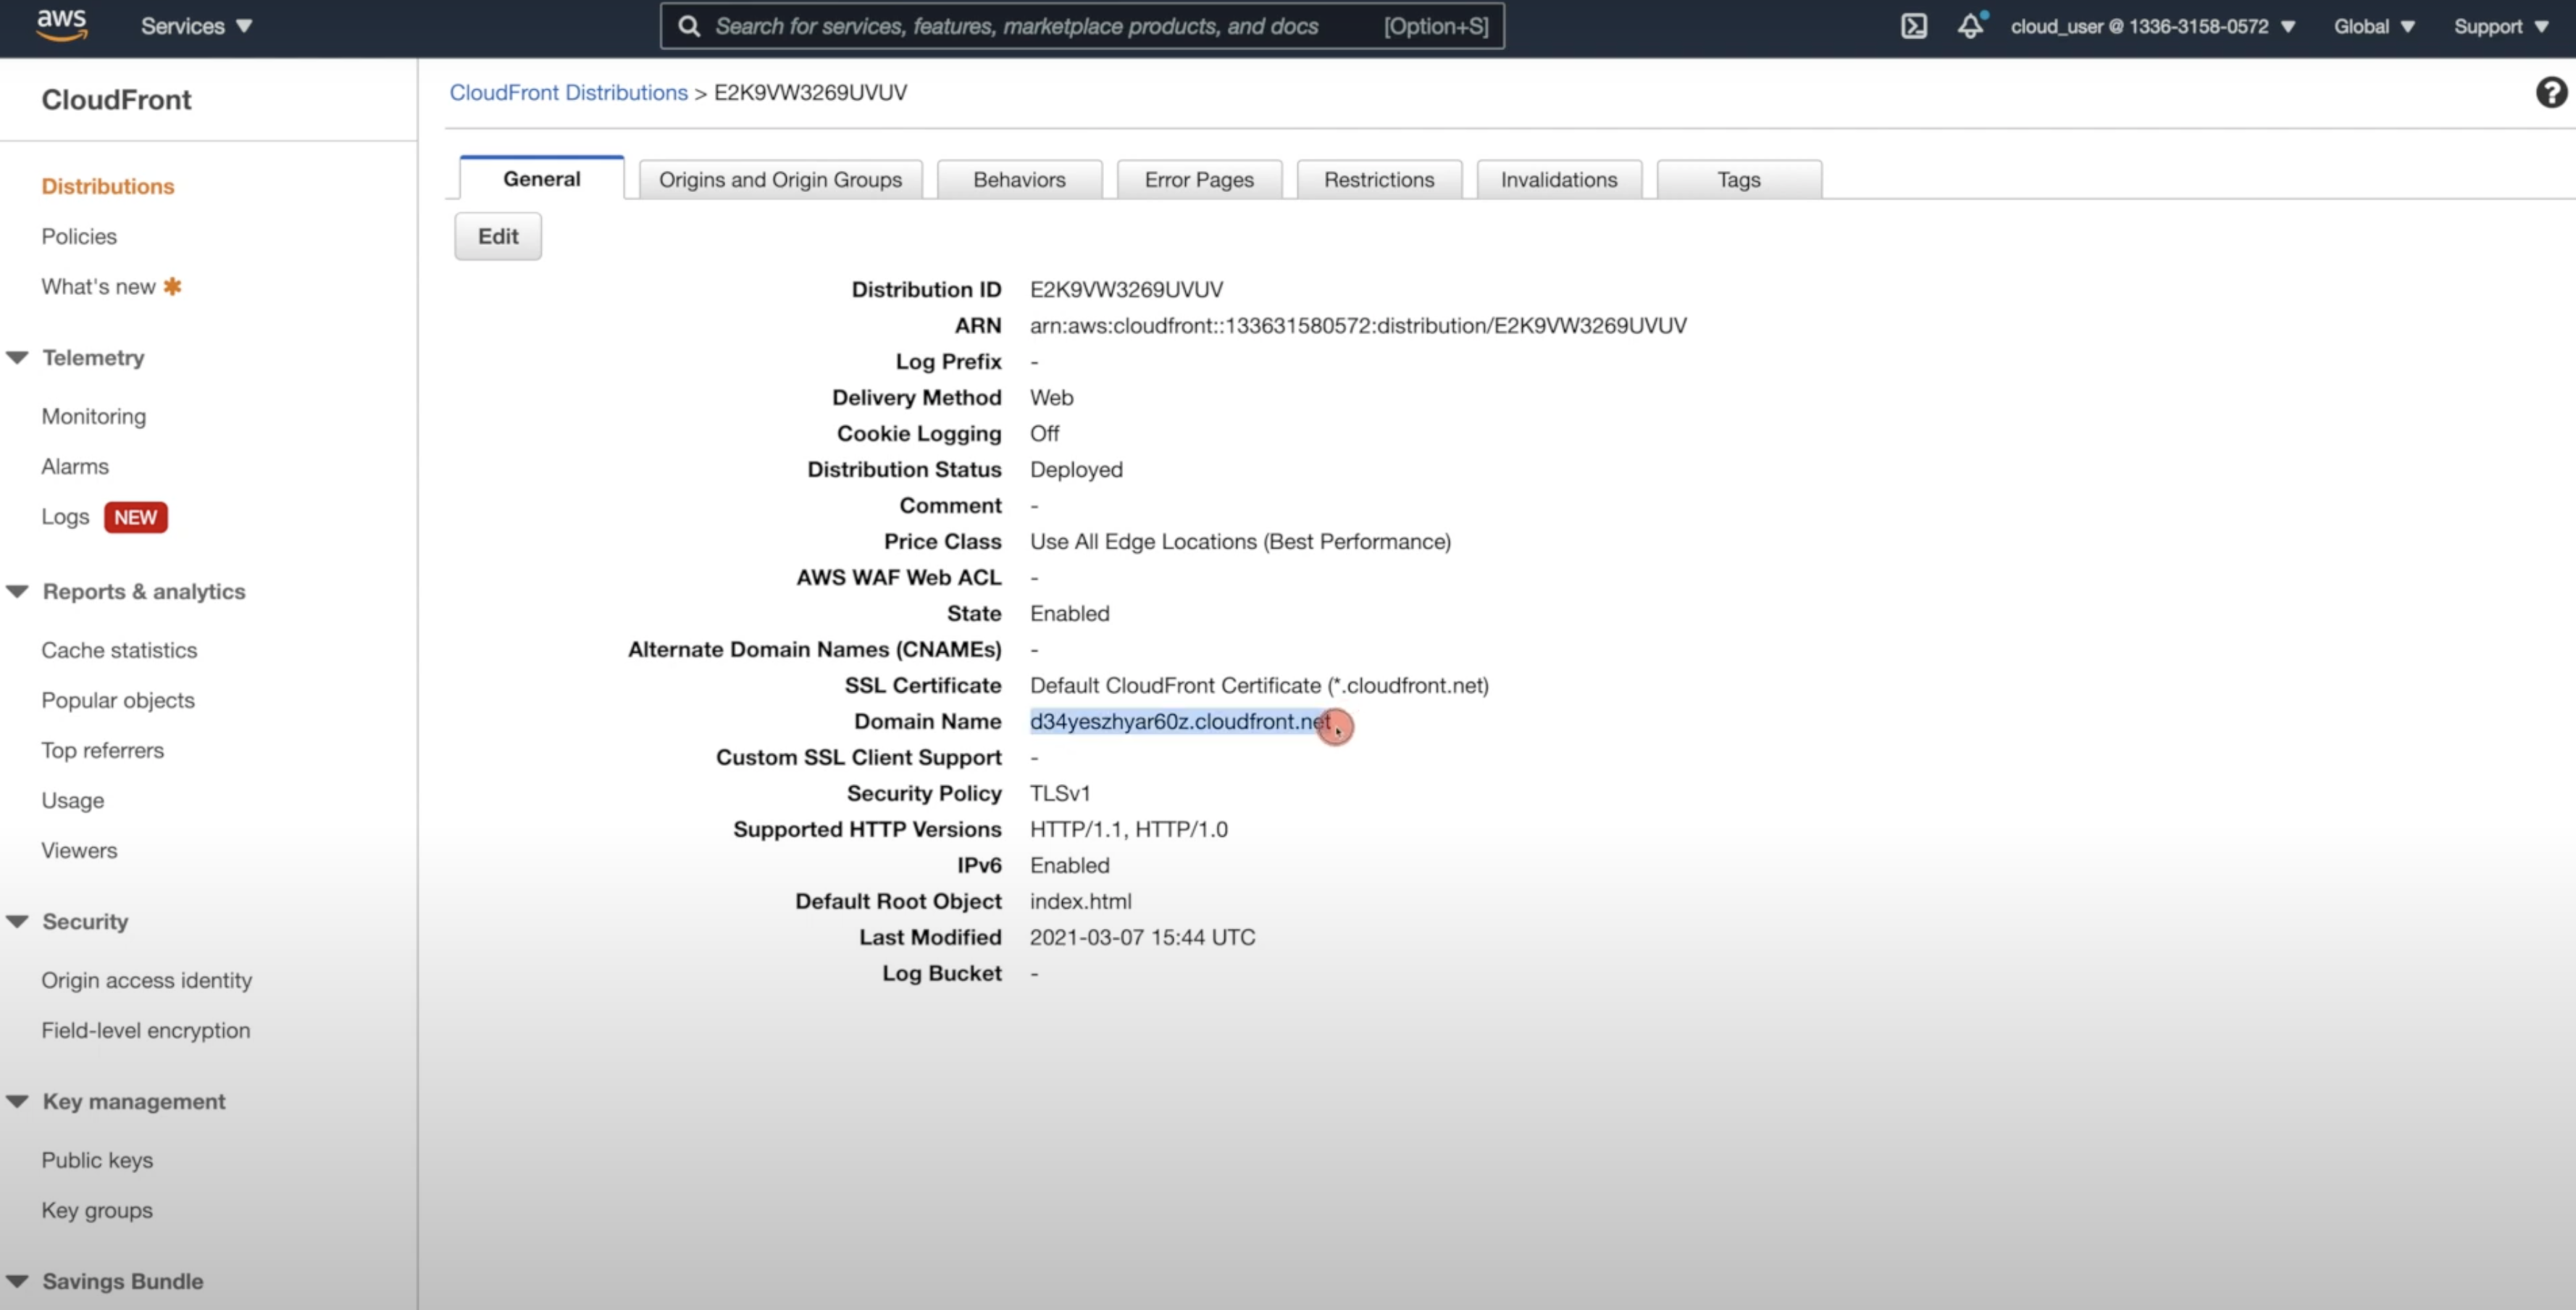 aws
Services
Search for services, features, marketplace products, and docs [Option+S]
cloud_user @ 1336-3158-0572
Global
Support
CloudFront
Distributions
Policies
What's new
Telemetry
Monitoring
Alarms
Logs NEW
Reports & analytics
Cache statistics
Popular objects
Top referrers
Usage
Viewers
Security
Origin access identity
Field-level encryption
Key management
Public keys
Key groups
Savings Bundle
CloudFront Distributions > E2K9VW3269UVUV
General
Origins and Origin Groups
Behaviors
Error Pages
Restrictions
Invalidations
Tags
Edit
Distribution ID E2K9VW3269UVUV
ARN arn:aws:cloudfront::133631580572:distribution/E2K9VW3269UVUV
Log Prefix -
Delivery Method Web
Cookie Logging Off
Distribution Status Deployed
Comment -
Price Class Use All Edge Locations (Best Performance)
AWS WAF Web ACL -
State Enabled
Alternate Domain Names (CNAMEs) -
SSL Certificate Default CloudFront Certificate (*.cloudfront.net)
Domain Name d34yeszhyar60z.cloudfront.net
Custom SSL Client Support -
Security Policy TLSv1
Supported HTTP Versions HTTP/1.1, HTTP/1.0
IPv6 Enabled
Default Root Object index.html
Last Modified 2021-03-07 15:44 UTC
Log Bucket -